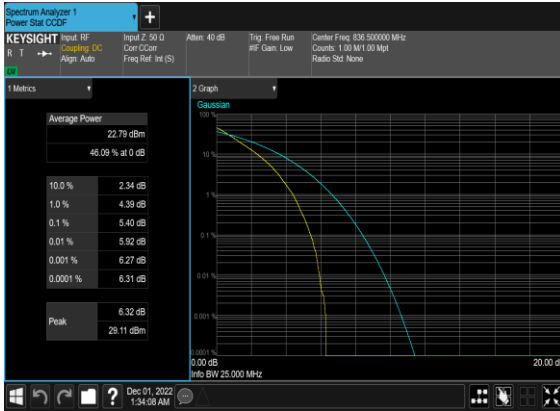 Spectrum Analyzer 1
Power Stat CCDF
+
KEYSIGHT
R T
Input: RF
Coupling: DC
Align: Auto
Input Z: 50 Ω
Corr CCorr
Freq Ref: Int (S)
Atten: 40 dB
Trig: Free Run
#IF Gain: Low
Center Freq: 836.500000 MHz
Counts: 1.00 M/1.00 Mpt
Radio Std: None
1 Metrics
Average Power
22.79 dBm
46.09 % at 0 dB
10.0 % 2.34 dB
1.0 % 4.39 dB
0.1 % 5.40 dB
0.01 % 5.92 dB
0.001 % 6.27 dB
0.0001 % 6.31 dB
Peak
6.32 dB
29.11 dBm
2 Graph
Gaussian
100 %
10 %
1 %
0.1 %
0.01 %
0.001 %
0.0001 %
0.00 dB
20.00 d
Info BW 25.000 MHz
?
Dec 01, 2022
1:34:08 AM